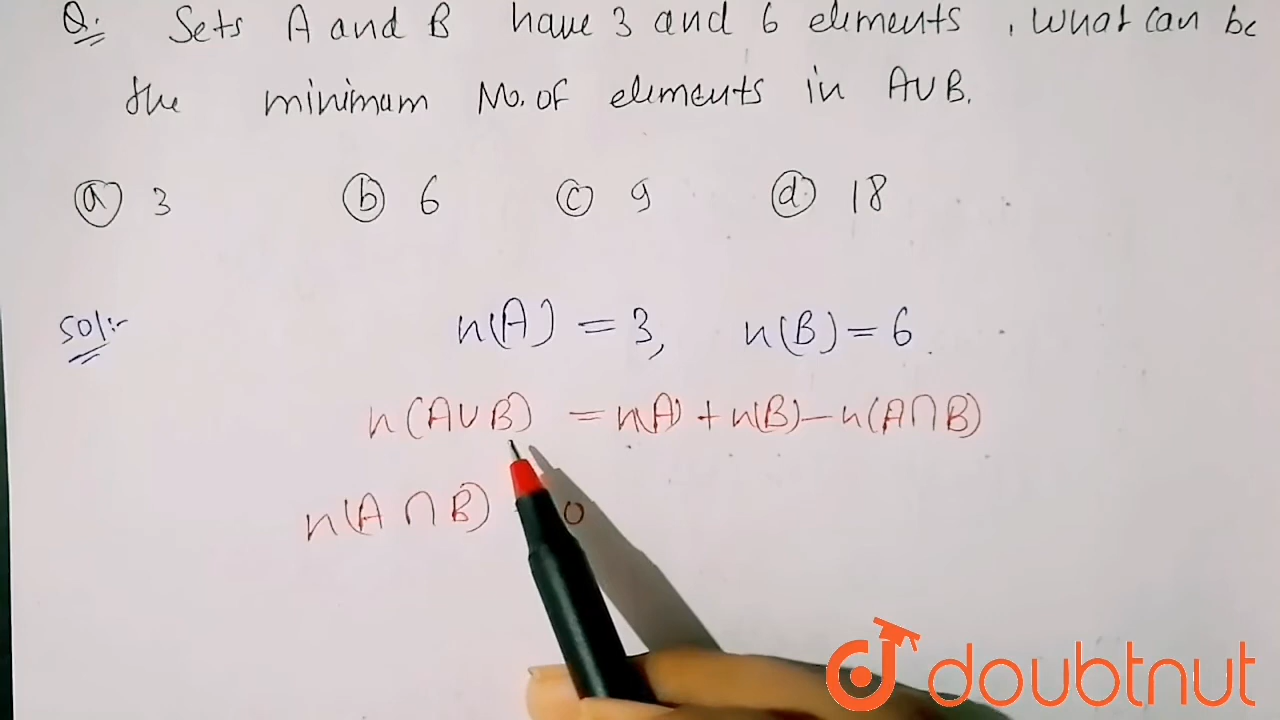 Q. Sets A and B have 3 and 6 elements, What can be
the minimum No. of elements in A∪B.
(a) 3 (b) 6 (c) 9 (d) 18
Sol:- n(A) = 3, n(B) = 6.
n(A∪B) = n(A) + n(B) - n(A∩B)
n(A∩B) 0
doubtnut